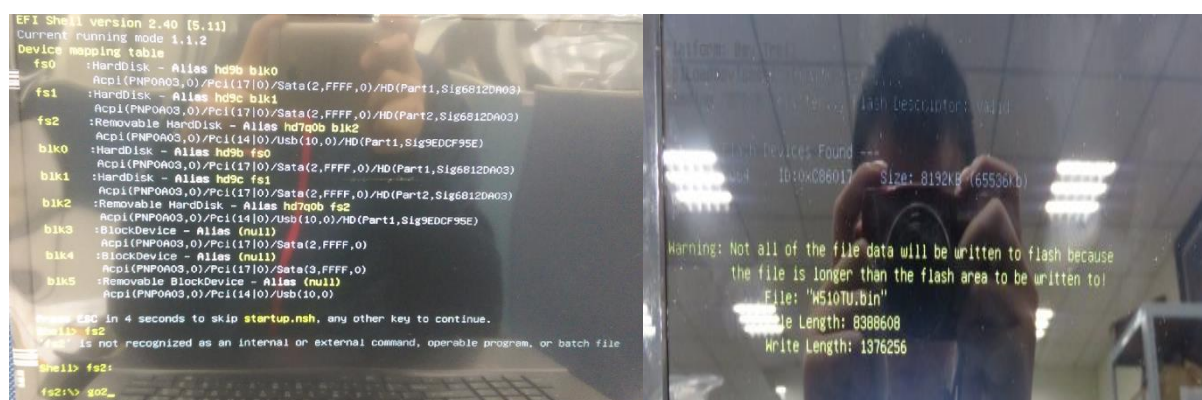 EFI Shell version 2.40 [5.11]
Current running mode 1.1.2
Device mapping table
fs0 :HardDisk - Alias hd9b blk0
Acpi(PNP0A03,0)/Pci(17|0)/Sata(2,FFFF,0)/HD(Part1,Sig6812DA03)
fs1 :HardDisk - Alias hd9c blk1
Acpi(PNP0A03,0)/Pci(17|0)/Sata(2,FFFF,0)/HD(Part2,Sig6812DA03)
fs2 :Removable HardDisk - Alias hd7q0b blk2
Acpi(PNP0A03,0)/Pci(14|0)/Usb(10,0)/HD(Part1,Sig9EDCF95E)
blk0 :HardDisk - Alias hd9b fs0
Acpi(PNP0A03,0)/Pci(17|0)/Sata(2,FFFF,0)/HD(Part1,Sig6812DA03)
blk1 :HardDisk - Alias hd9c fs1
Acpi(PNP0A03,0)/Pci(17|0)/Sata(2,FFFF,0)/HD(Part2,Sig6812DA03)
blk2 :Removable HardDisk - Alias hd7q0b fs2
Acpi(PNP0A03,0)/Pci(14|0)/Usb(10,0)/HD(Part1,Sig9EDCF95E)
blk3 :BlockDevice - Alias (null)
Acpi(PNP0A03,0)/Pci(17|0)/Sata(2,FFFF,0)
blk4 :BlockDevice - Alias (null)
Acpi(PNP0A03,0)/Pci(17|0)/Sata(3,FFFF,0)
blk5 :Removable BlockDevice - Alias (null)
Acpi(PNP0A03,0)/Pci(14|0)/Usb(10,0)
ESC in 4 seconds to skip startup.nsh, any other key to continue.
Shell> fs2
'fs2' is not recognized as an internal or external command, operable program, or batch file
Shell> fs2:
fs2:\> go2_
Flash Descriptor: Valid
Flash Devices Found ---
ID:0xC86017 Size: 8192KB (65536Kb)
Warning: Not all of the file data will be written to flash because
the file is longer than the flash area to be written to!
File: "W510TU.bin"
Length: 8388608
Write Length: 1376256